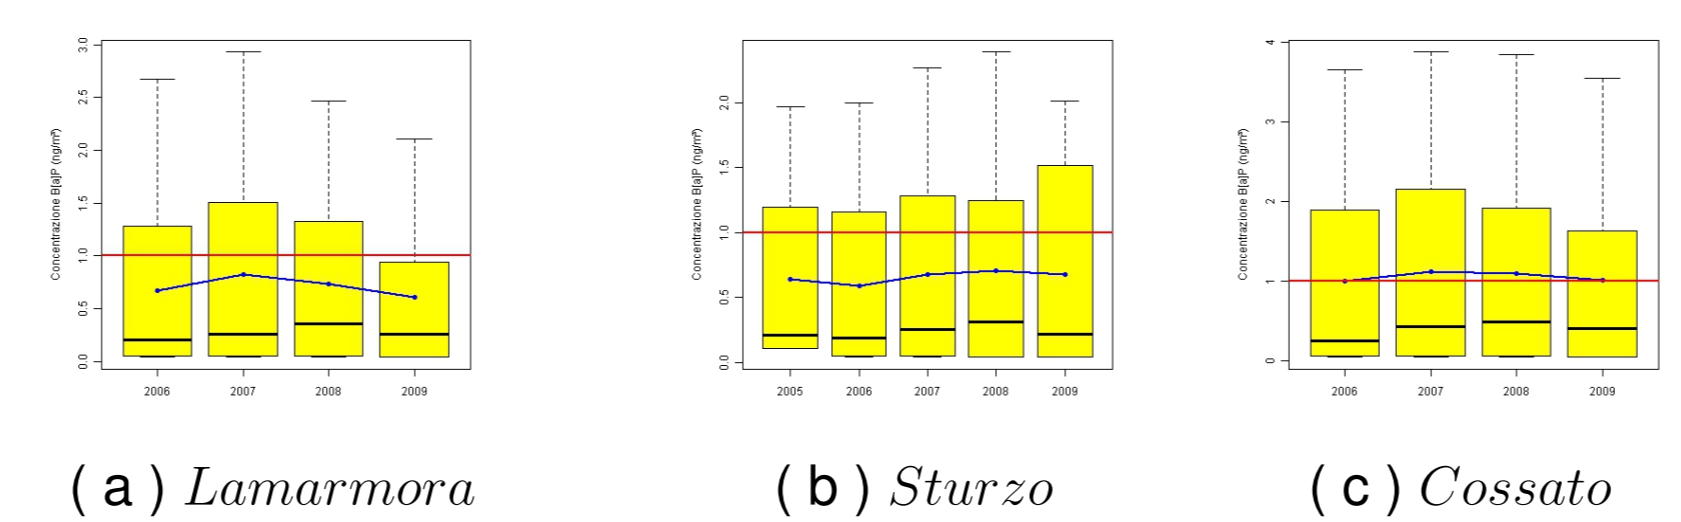 Concentrazione B[a]P (ng/m³)
3.0
2.5
2.0
1.5
1.0
0.5
0.0
2006 2007 2008 2009
( a ) Lamarmora
Concentrazione B[a]P (ng/m³)
2.0
1.5
1.0
0.5
0.0
2005 2006 2007 2008 2009
( b ) Sturzo
Concentrazione B[a]P (ng/m³)
4
3
2
1
0
2006 2007 2008 2009
( c ) Cossato